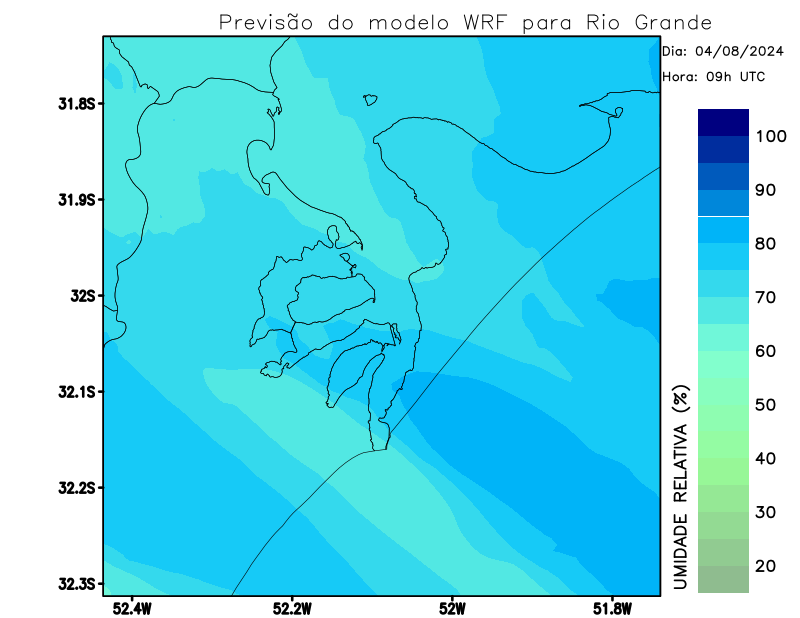 Previsão do modelo WRF para Rio Grande
Dia: 04/08/2024
Hora: 09h UTC
31.8S
31.9S
32S
32.1S
32.2S
32.3S
52.4W
52.2W
52W
51.8W
100
90
80
70
60
50
40
30
20
UMIDADE RELATIVA (%)